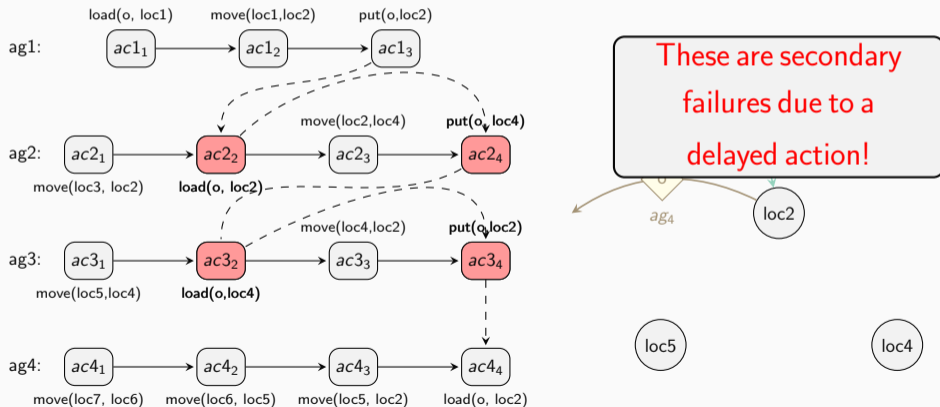 load(o, loc1) move(loc1,loc2) put(o,loc2)
ag1: ac1₁ ac1₂ ac1₃
These are secondary
failures due to a
delayed action!
move(loc2,loc4) put(o, loc4)
ag2: ac2₁ ac2₂ ac2₃ ac2₄
move(loc3, loc2) load(o, loc2)
ag₄ loc2
move(loc4,loc2) put(o,loc2)
ag3: ac3₁ ac3₂ ac3₃ ac3₄
move(loc5,loc4) load(o,loc4)
loc5 loc4
ag4: ac4₁ ac4₂ ac4₃ ac4₄
move(loc7, loc6) move(loc6, loc5) move(loc5, loc2) load(o, loc2)